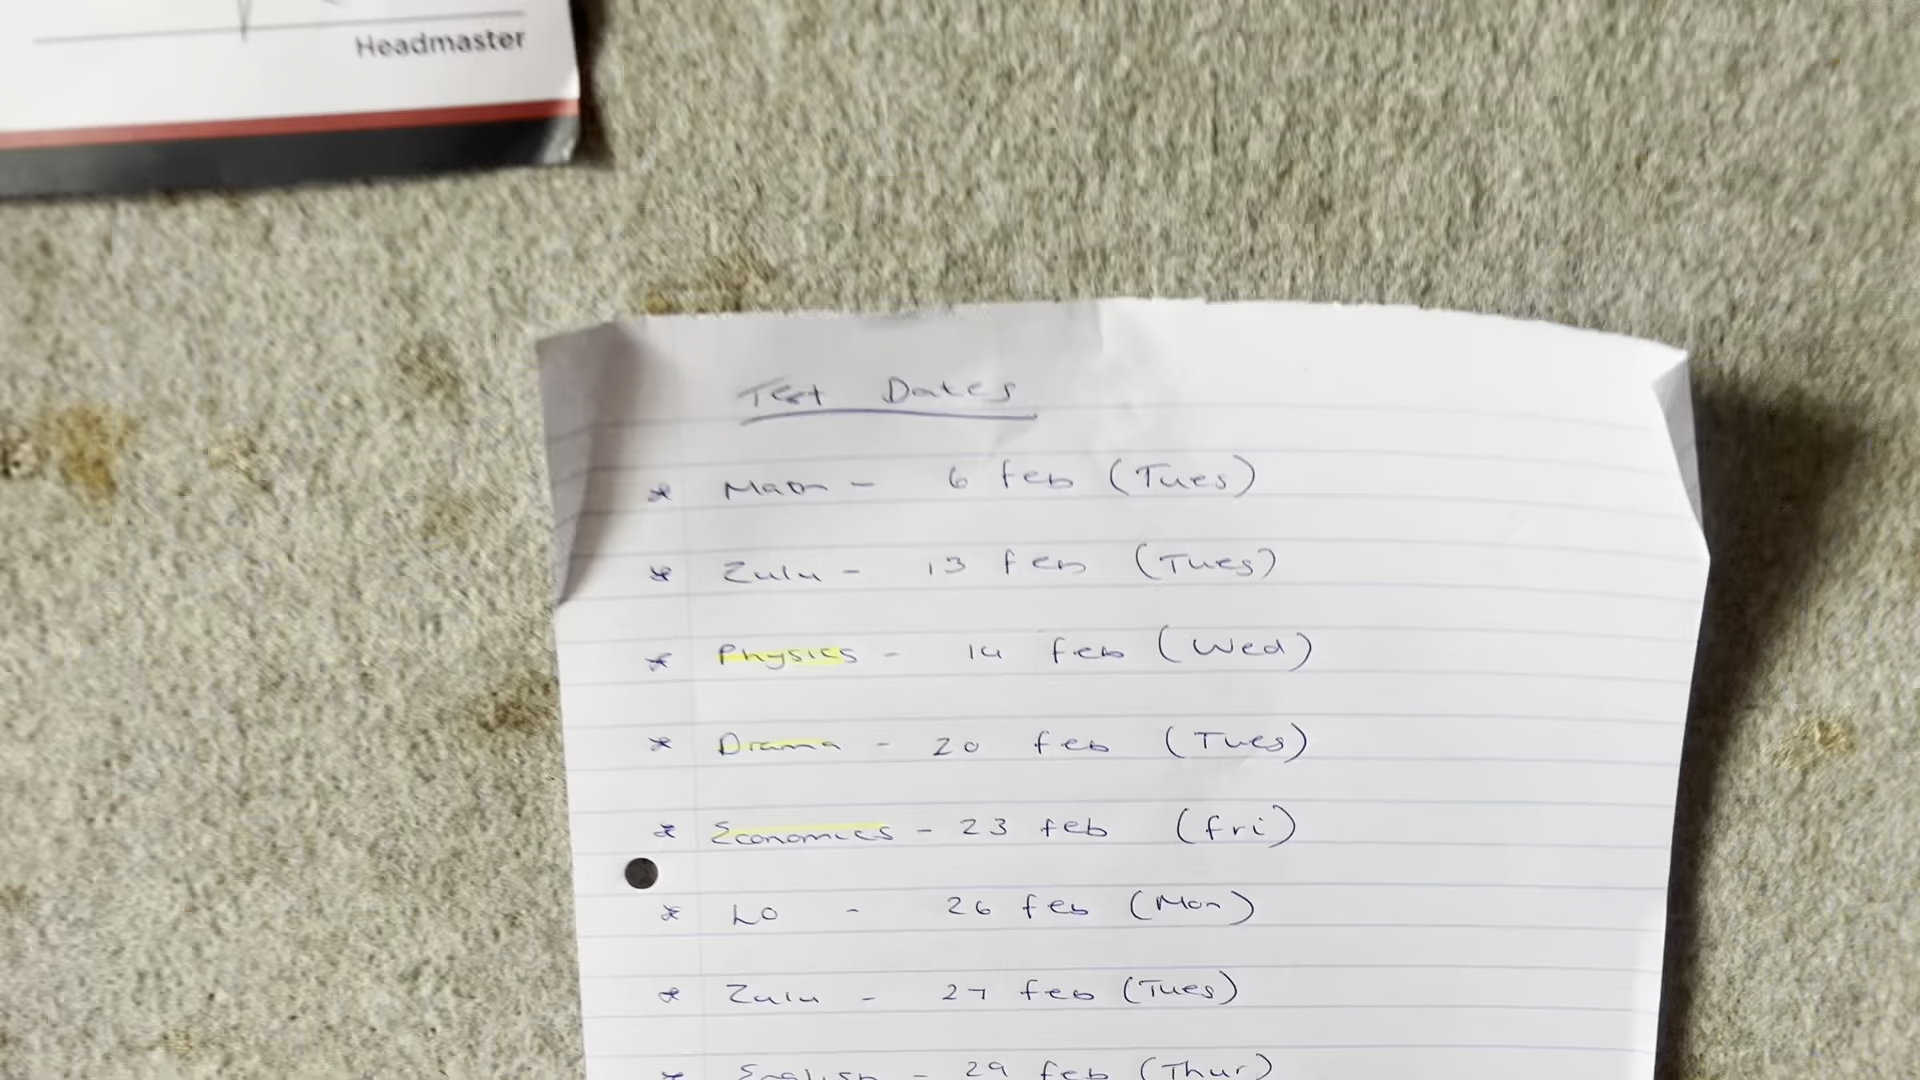 Headmaster
Test Dates
* Math - 6 feb (Tues)
* Zulu - 13 feb (Tues)
* Physics - 14 feb (Wed)
* Drama - 20 feb (Tues)
* Economics - 23 feb (fri)
* LO - 26 feb (Mon)
* Zulu - 27 feb (Tues)
* English - 29 feb (Thur)